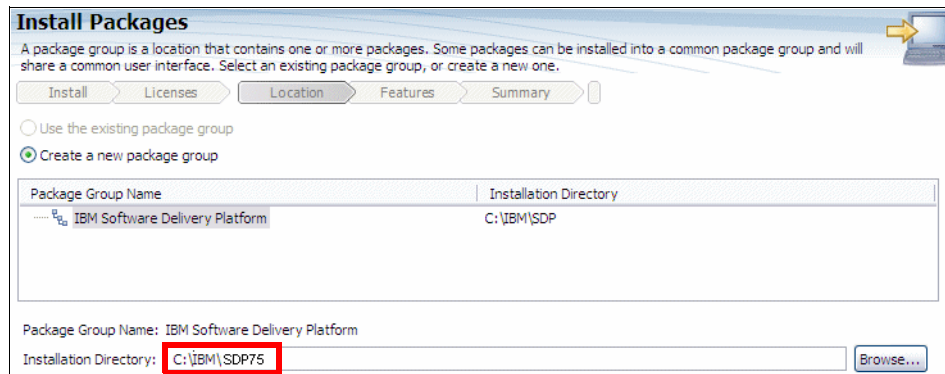 Install Packages
A package group is a location that contains one or more packages. Some packages can be installed into a common package group and will
share a common user interface. Select an existing package group, or create a new one.
Install Licenses Location Features Summary
Use the existing package group
Create a new package group
Package Group Name Installation Directory
IBM Software Delivery Platform C:\IBM\SDP
Package Group Name: IBM Software Delivery Platform
Installation Directory: C:\IBM\SDP75 Browse...